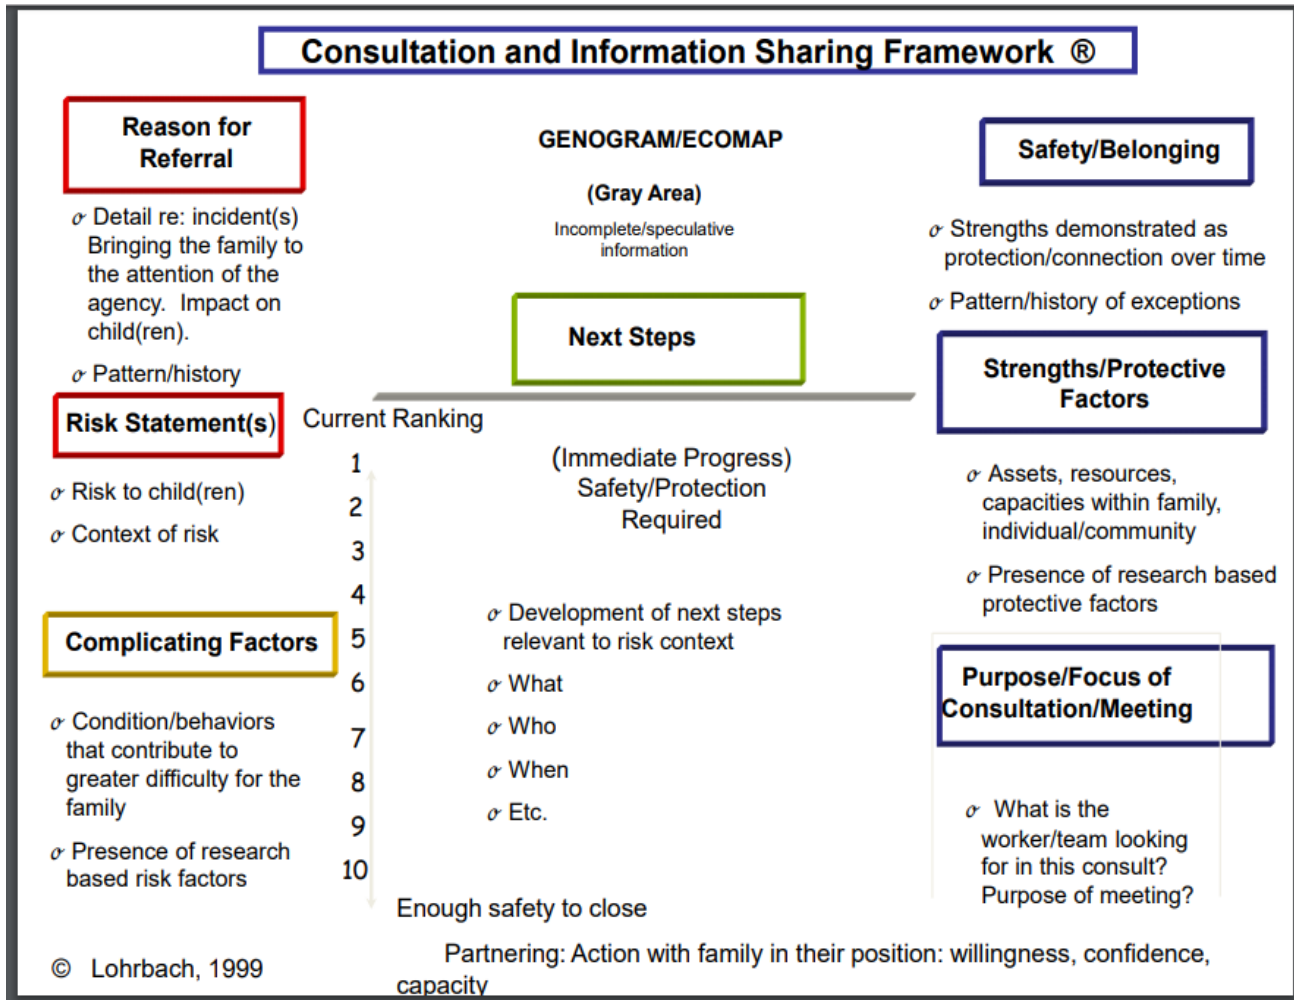 Consultation and Information Sharing Framework ®
Reason for
Referral
o Detail re: incident(s)
Bringing the family to
the attention of the
agency. Impact on
child(ren).
o Pattern/history
Risk Statement(s)
o Risk to child(ren)
o Context of risk
Complicating Factors
o Condition/behaviors
that contribute to
greater difficulty for the
family
o Presence of research
based risk factors
© Lohrbach, 1999
GENOGRAM/ECOMAP
(Gray Area)
Incomplete/speculative
information
Next Steps
Current Ranking
1
2
3
4
5
6
7
8
9
10
(Immediate Progress)
Safety/Protection
Required
o Development of next steps
relevant to risk context
o What
o Who
o When
o Etc.
Enough safety to close
Partnering: Action with family in their position: willingness, confidence,
capacity
Safety/Belonging
o Strengths demonstrated as
protection/connection over time
o Pattern/history of exceptions
Strengths/Protective
Factors
o Assets, resources,
capacities within family,
individual/community
o Presence of research based
protective factors
Purpose/Focus of
Consultation/Meeting
o What is the
worker/team looking
for in this consult?
Purpose of meeting?